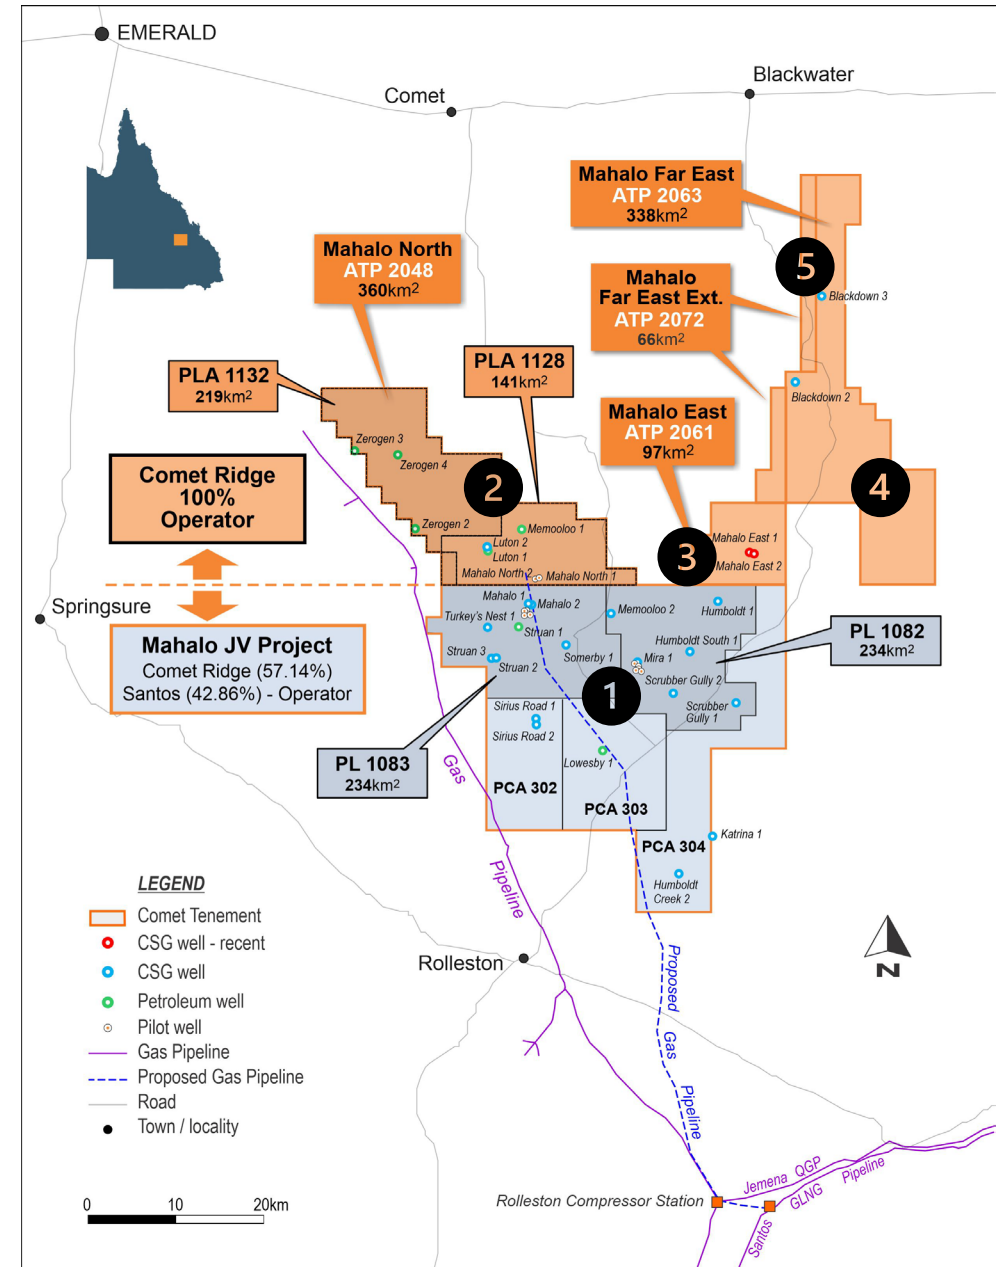 EMERALD
Blackwater
Comet
Mahalo Far East
ATP 2063
338km2
Mahalo North
ATP 2048
360km2
5
Mahalo
Far East Ext.
ATP 2072
66km2
Blackdown 3
PLA 1132
219km2
PLA 1128
141km2
Blackdown 2
Mahalo East
ATP 2061
97km2
Zerogen 3
Zerogen 4
Comet Ridge
100%
Operator
2
4
Zerogen 2
Memooloo 1
Luton 2
Luton 1
3
Mahalo East 1
Mahalo East 2
Mahalo North 2
Mahalo North 1
Springsure
Mahalo 1
Mahalo 2
Memooloo 2
Humboldt 1
Turkey's Nest 1
Struan 1
Mahalo JV Project
Comet Ridge (57.14%)
Santos (42.86%) - Operator
Humboldt South 1
PL 1082
234km2
Struan 3
Struan 2
Somerby 1
Mira 1
Scrubber Gully 2
1
Scrubber
Gully 1
Sirius Road 1
Sirius Road 2
PL 1083
234km2
Gas
Lowesby 1
PCA 302
PCA 303
Katrina 1
PCA 304
Pipeline
Humboldt
Creek 2
LEGEND
Comet Tenement
CSG well - recent
CSG well
Petroleum well
Pilot well
Gas Pipeline
Proposed Gas Pipeline
Road
Town / locality
N
Rolleston
Proposed Gas Pipeline
Jemena QGP
Santos GLNG Pipeline
Rolleston Compressor Station
0 10 20km